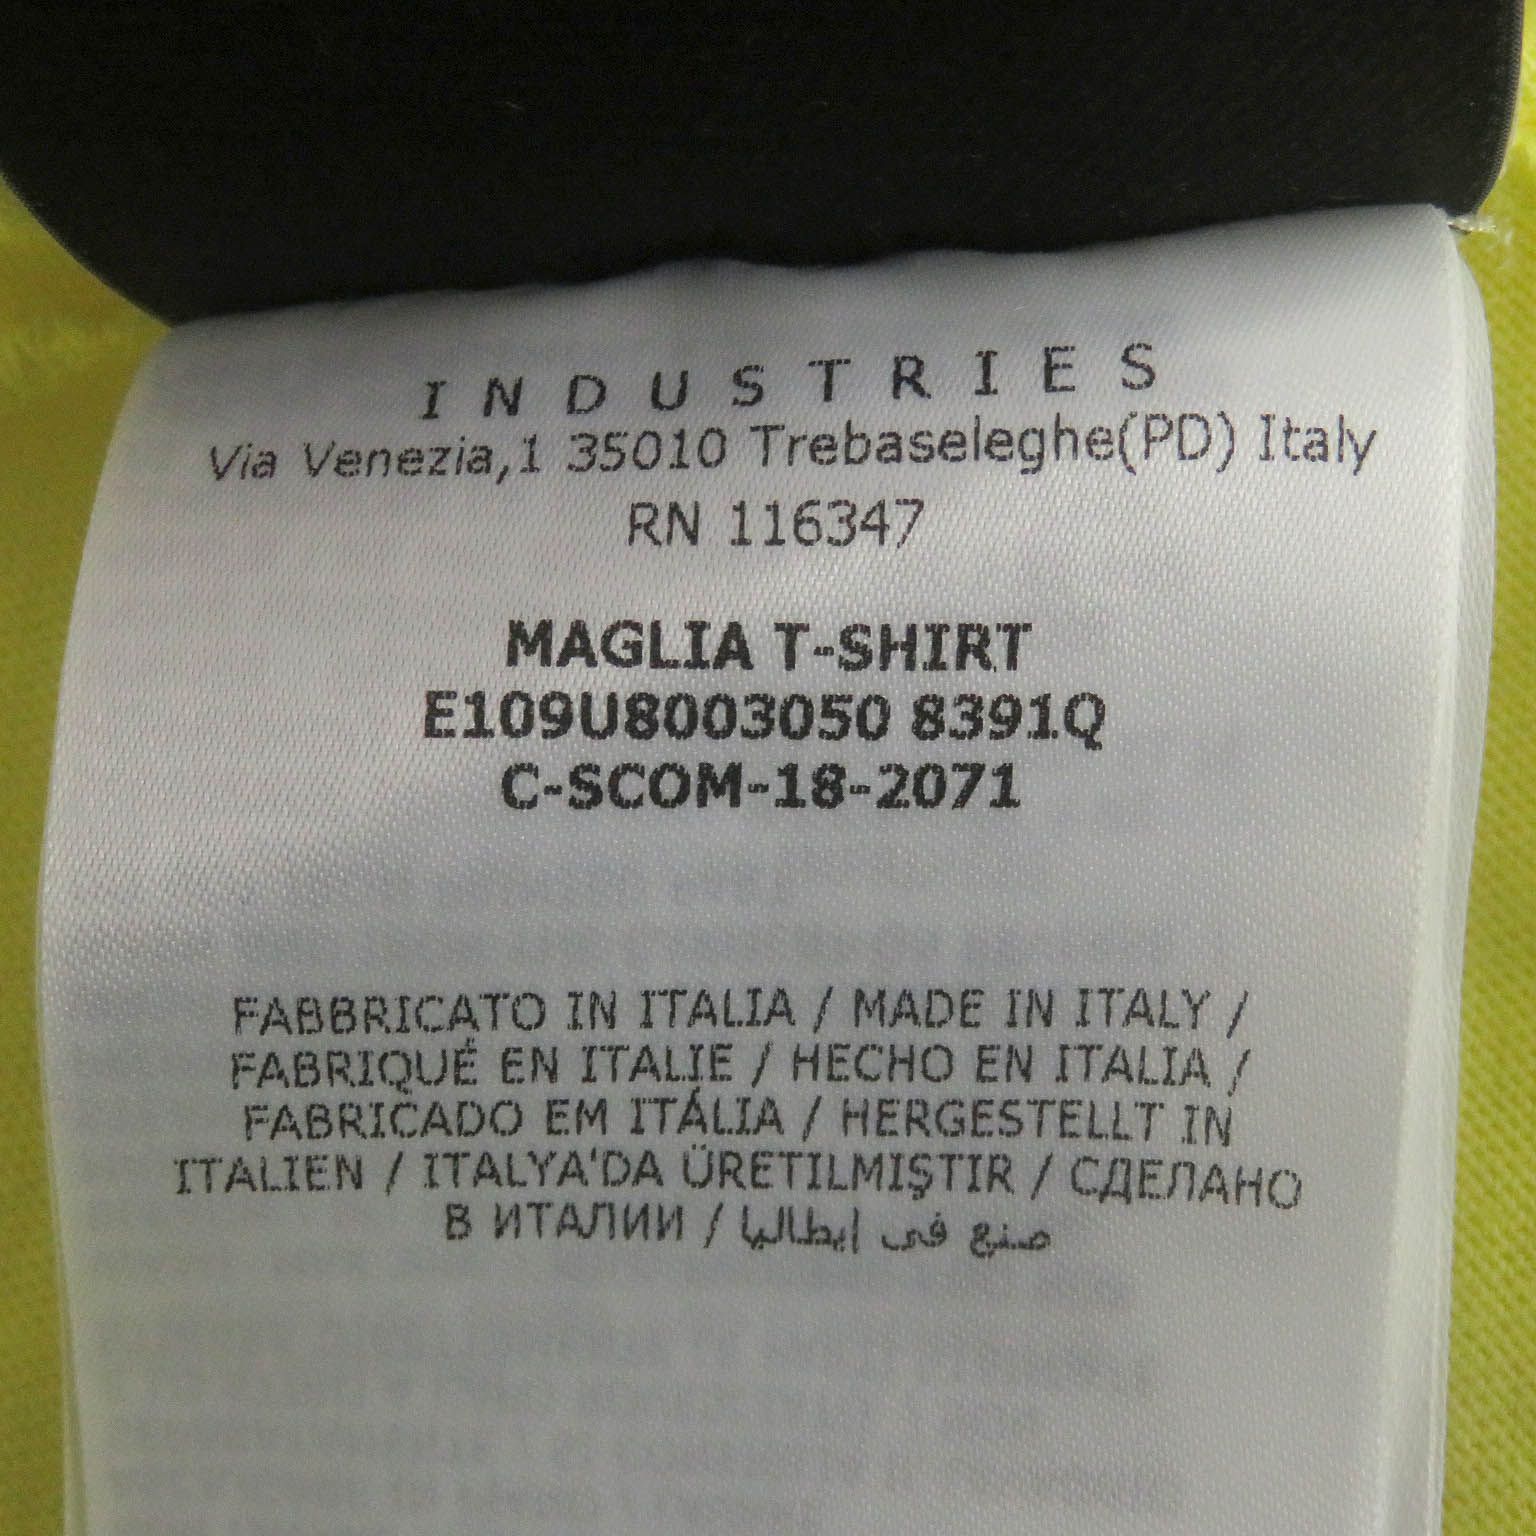 INDUSTRIES
Via Venezia,1 35010 Trebaseleghe(PD) Italy
RN 116347
MAGLIA T-SHIRT
E109U8003050 8391Q
C-SCOM-18-2071
FABBRICATO IN ITALIA / MADE IN ITALY /
FABRIQUÉ EN ITALIE / HECHO EN ITALIA /
FABRICADO EM ITÁLIA / HERGESTELLT IN
ITALIEN / ITALYA'DA ÜRETILMIŞTIR / СДЕЛАНО
В ИТАЛИИ / صنع في ايطاليا